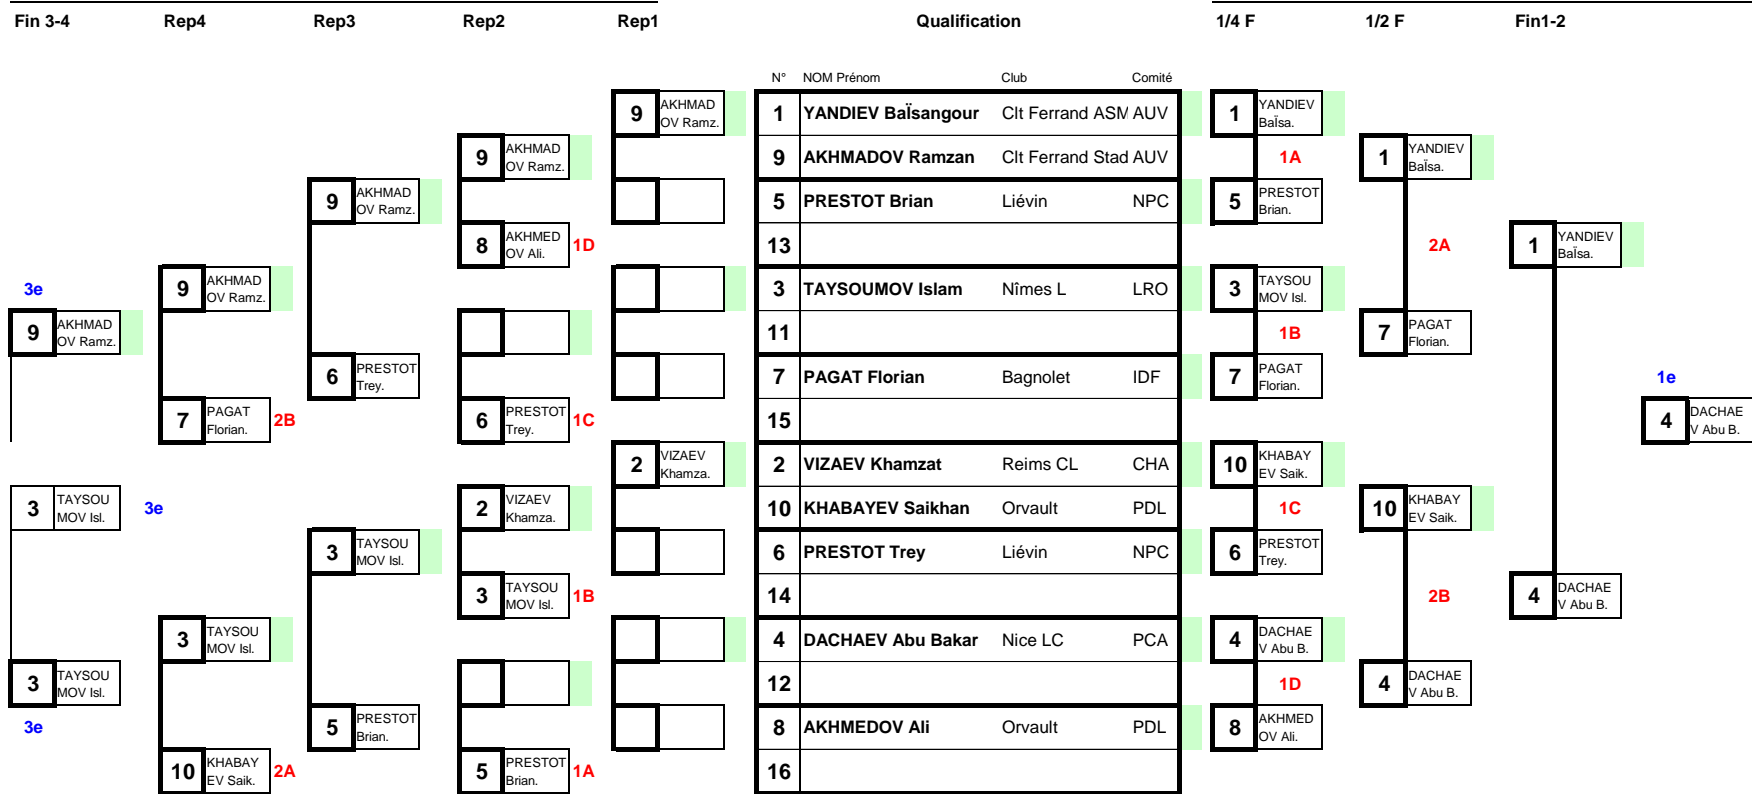 Fin 3-4 Rep4 Rep3 Rep2 Rep1 Qualification 1/4 F 1/2 F Fin1-2
N° NOM Prénom Club Comité
9 AKHMAD
OV Ramz.
1 YANDIEV BaÏsangour Clt Ferrand ASM AUV
1 YANDIEV
BaÏsa.
9 AKHMAD
OV Ramz.
9 AKHMADOV Ramzan Clt Ferrand Stad AUV
1A
1 YANDIEV
BaÏsa.
9 AKHMAD
OV Ramz.
5 PRESTOT Brian Liévin NPC
5 PRESTOT
Brian.
8 AKHMED
OV Ali.
1D
13
2A
1 YANDIEV
BaÏsa.
3e
9 AKHMAD
OV Ramz.
3 TAYSOUMOV Islam Nîmes L LRO
3 TAYSOU
MOV Isl.
9 AKHMAD
OV Ramz.
11
1B
7 PAGAT
Florian.
6 PRESTOT
Trey.
7 PAGAT Florian Bagnolet IDF
7 PAGAT
Florian.
1e
7 PAGAT
Florian.
2B
6 PRESTOT
Trey.
1C
15
4 DACHAE
V Abu B.
2 VIZAEV
Khamza.
2 VIZAEV Khamzat Reims CL CHA
10 KHABAY
EV Saik.
3 TAYSOU
MOV Isl.
3e
2 VIZAEV
Khamza.
10 KHABAYEV Saikhan Orvault PDL
1C
10 KHABAY
EV Saik.
3 TAYSOU
MOV Isl.
6 PRESTOT Trey Liévin NPC
6 PRESTOT
Trey.
3 TAYSOU
MOV Isl.
1B
14
2B
4 DACHAE
V Abu B.
3 TAYSOU
MOV Isl.
4 DACHAEV Abu Bakar Nice LC PCA
4 DACHAE
V Abu B.
3 TAYSOU
MOV Isl.
12
1D
4 DACHAE
V Abu B.
3e
5 PRESTOT
Brian.
8 AKHMEDOV Ali Orvault PDL
8 AKHMED
OV Ali.
10 KHABAY
EV Saik.
2A
5 PRESTOT
Brian.
1A
16